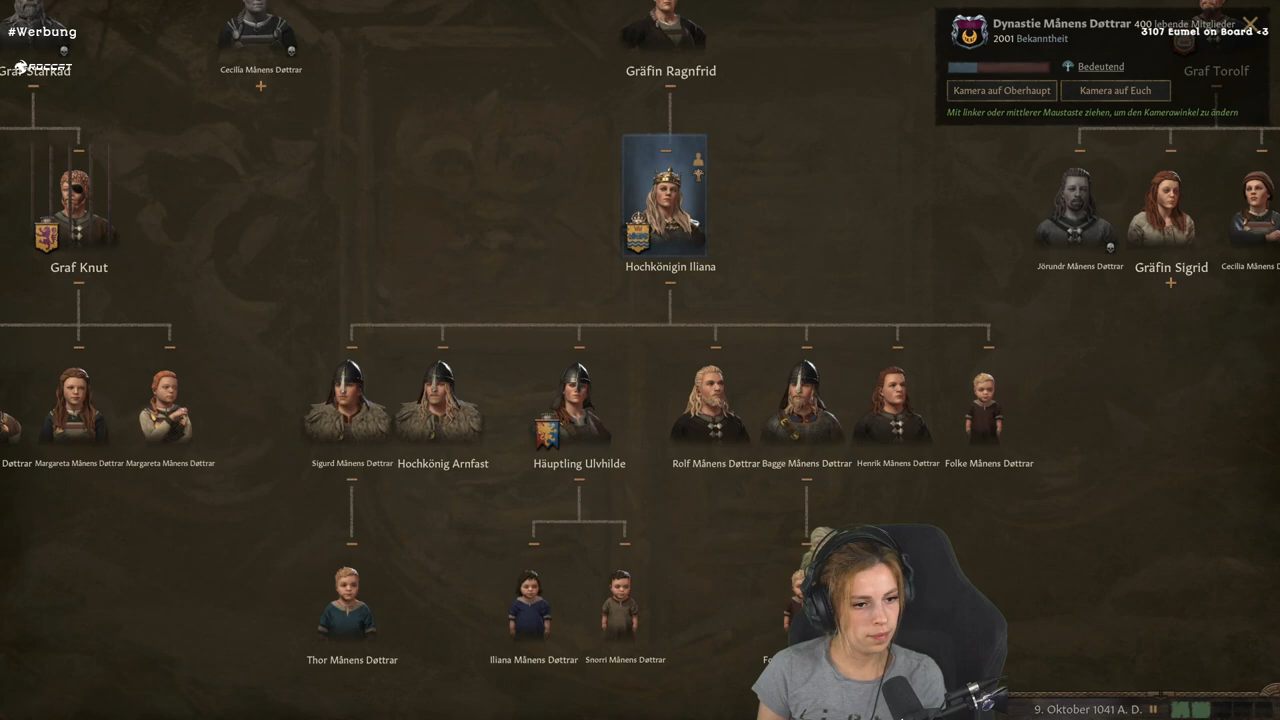 #Werbung
Graf Starkad
ROCCAT
Cecilía Månens Døttrar
Gräfin Ragnfrid
Dynastie Månens Døttrar 400 lebende Mitglieder
2001 Bekanntheit
3107 Eumel on Board <3
Bedeutend
Graf Torolf
Kamera auf Oberhaupt
Kamera auf Euch
Mit linker oder mittlerer Maustaste ziehen, um den Kamerawinkel zu ändern
Graf Knut
Hochkönigin Iliana
Jörundr Månens Døttrar
Gräfin Sigrid
Cecilia Månens D
Døttrar
Margareta Månens Døttrar
Margareta Månens Døttrar
Sigurd Månens Døttrar
Hochkönig Arnfast
Häuptling Ulvhilde
Rolf Månens Døttrar
Bagge Månens Døttrar
Henrik Månens Døttrar
Folke Månens Døttrar
Thor Månens Døttrar
Iliana Månens Døttrar
Snorri Månens Døttrar
9. Oktober 1041 A. D.